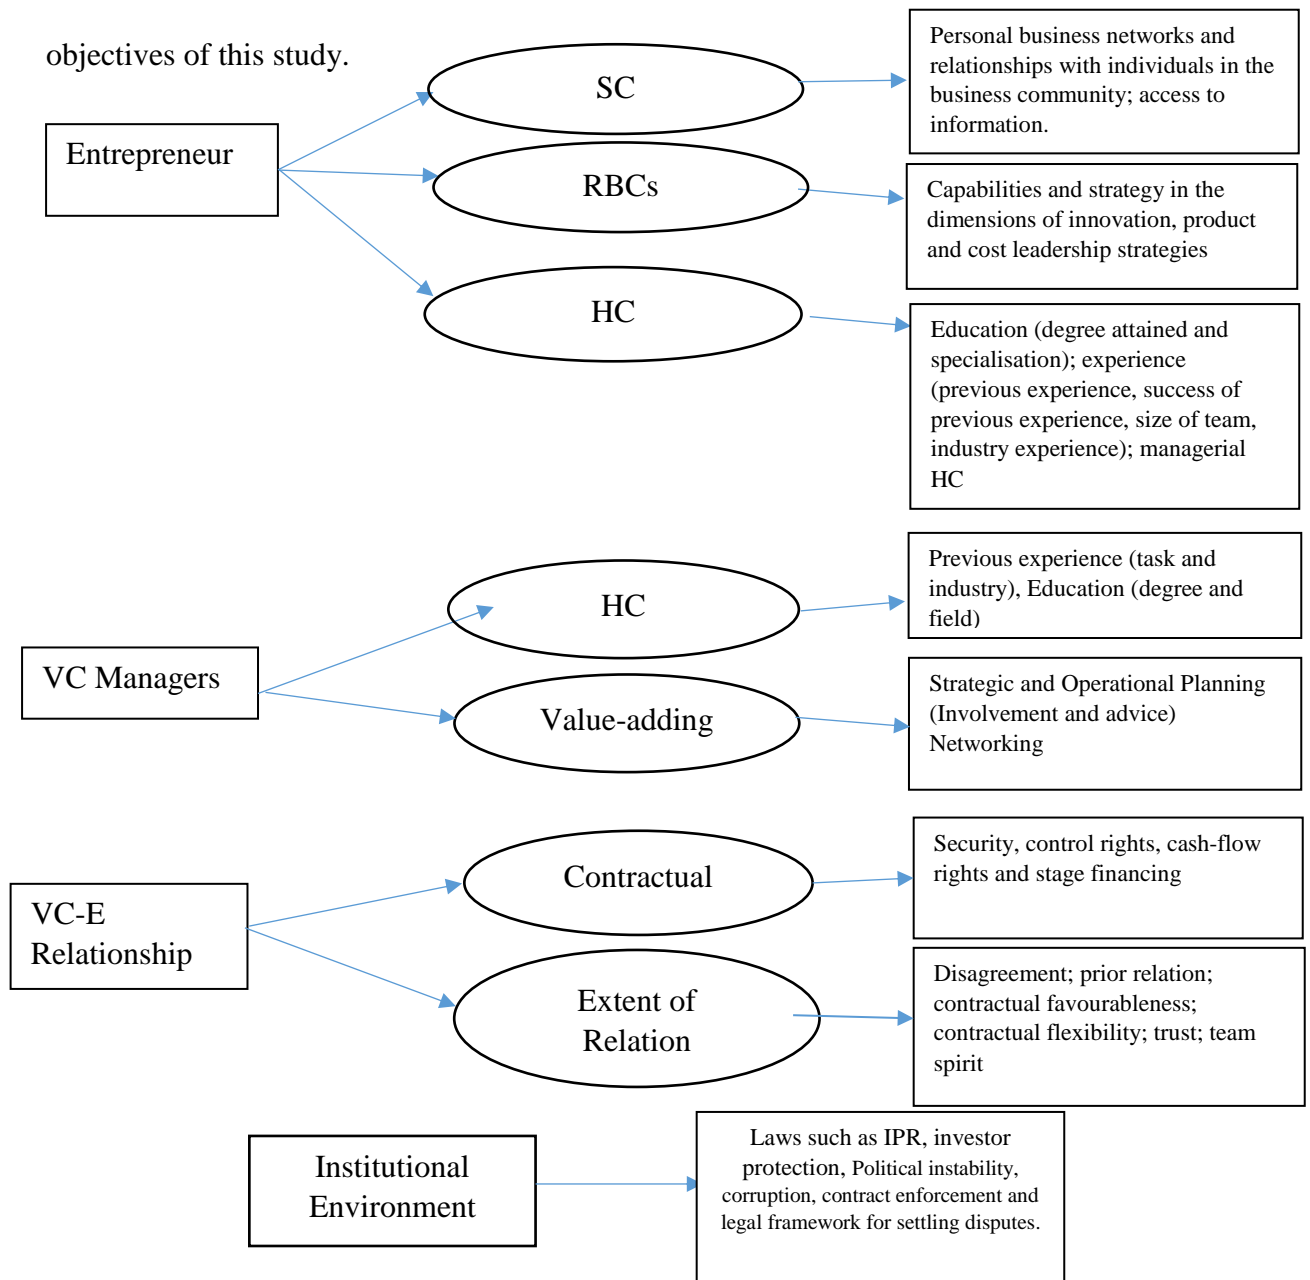 objectives of this study.
Entrepreneur
SC
Personal business networks and
relationships with individuals in the
business community; access to
information.
RBCs
Capabilities and strategy in the
dimensions of innovation, product
and cost leadership strategies
HC
Education (degree attained and
specialisation); experience
(previous experience, success of
previous experience, size of team,
industry experience); managerial
HC
VC Managers
HC
Previous experience (task and
industry), Education (degree and
field)
Value-adding
Strategic and Operational Planning
(Involvement and advice)
Networking
VC-E
Relationship
Contractual
Security, control rights, cash-flow
rights and stage financing
Extent of
Relation
Disagreement; prior relation;
contractual favourableness;
contractual flexibility; trust; team
spirit
Institutional
Environment
Laws such as IPR, investor
protection, Political instability,
corruption, contract enforcement and
legal framework for settling disputes.